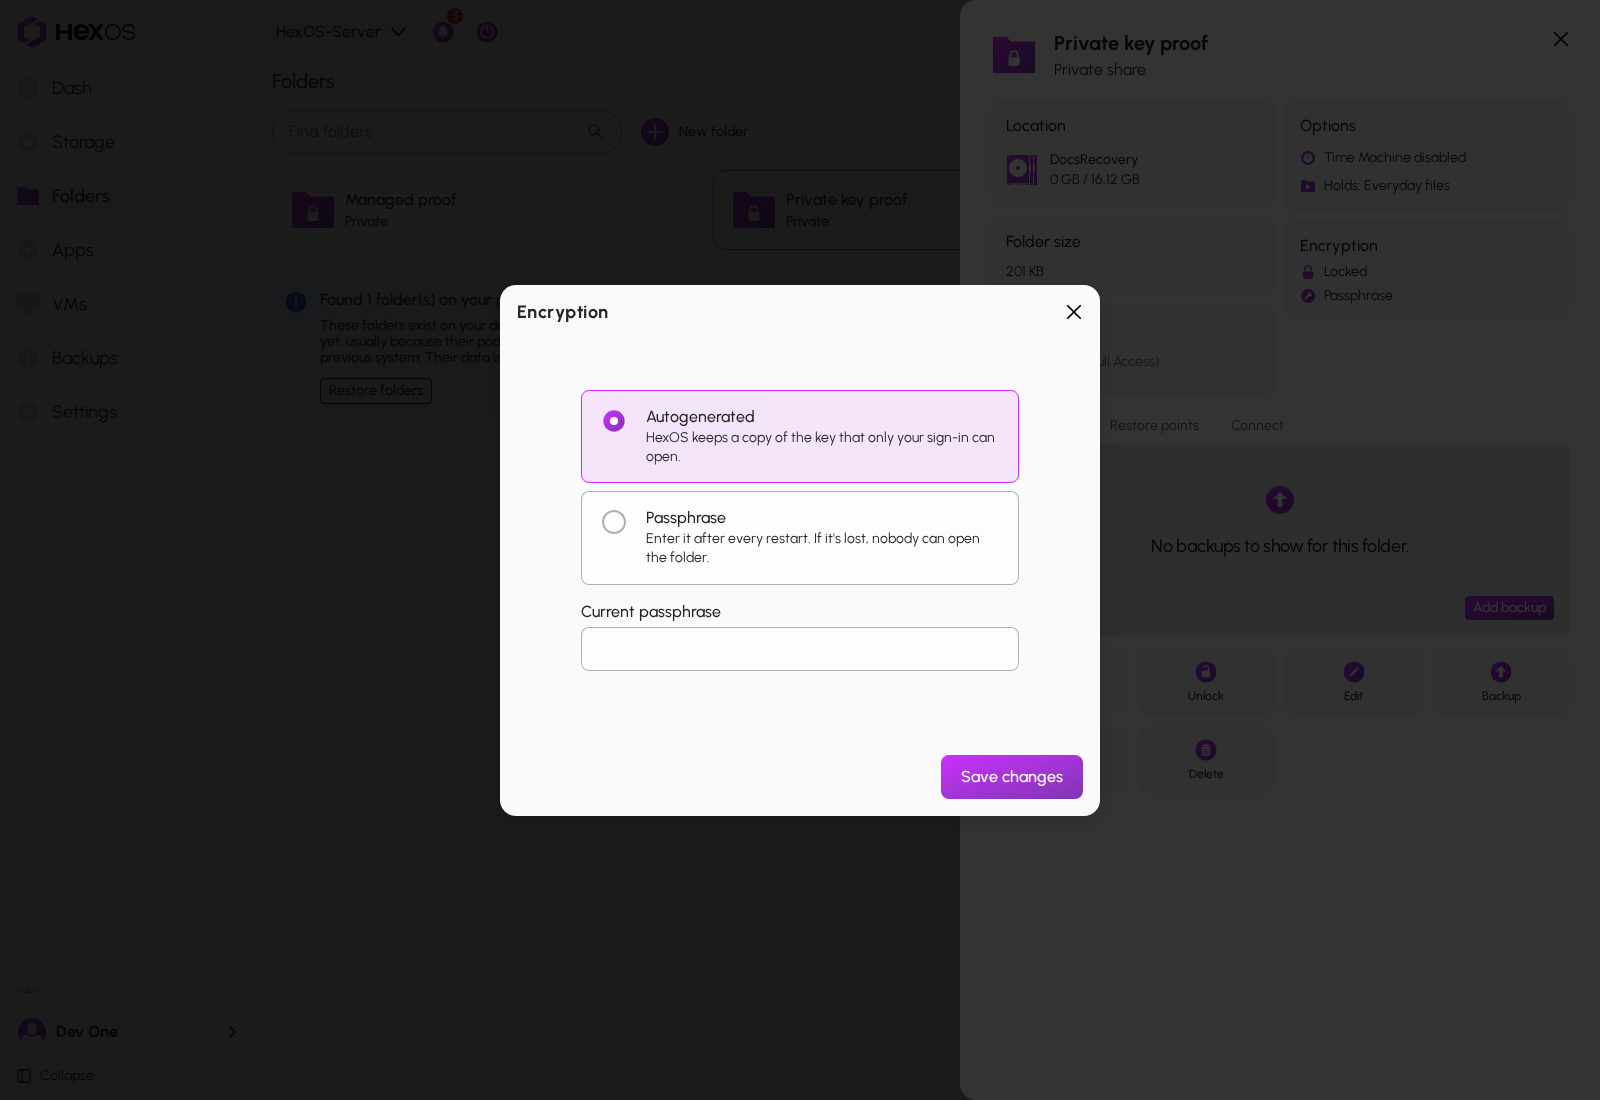 HexOS
HexOS-Server
5
Dash
Storage
Folders
Apps
VMs
Backups
Settings
Folders
Find folders
New folder
Managed proof
Private
Private key proof
Private
Found 1 folder(s) on your
These folders exist on your
yet, usually because their
previous system. Their data is
Restore folders
Private key proof
Private share
Location
DocsRecovery
0 GB / 16.12 GB
Options
Time Machine disabled
Holds: Everyday files
Folder size
201 KB
Encryption
Locked
Passphrase
Access)
Restore points
Connect
No backups to show for this folder.
Add backup
Unlock
Edit
Backup
Delete
Encryption
Autogenerated
HexOS keeps a copy of the key that only your sign-in can
open.
Passphrase
Enter it after every restart. If it's lost, nobody can open
the folder.
Current passphrase
Save changes
Dev One
Collapse